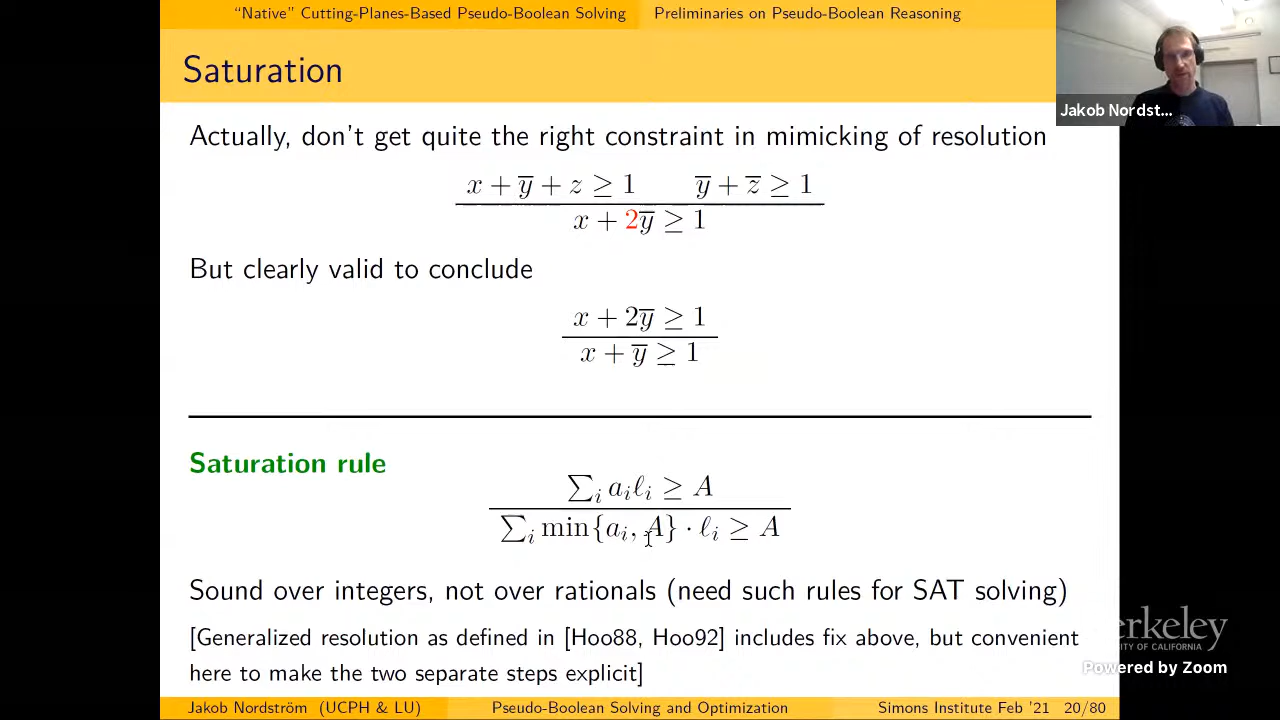 “Native” Cutting-Planes-Based Pseudo-Boolean Solving Preliminaries on Pseudo-Boolean Reasoning
Saturation
Jakob Nordst...
Actually, don't get quite the right constraint in mimicking of resolution
x + y̅ + z ≥ 1 y̅ + z̅ ≥ 1
x + 2y̅ ≥ 1
But clearly valid to conclude
x + 2y̅ ≥ 1
x + y̅ ≥ 1
Saturation rule
∑ᵢ aᵢℓᵢ ≥ A
∑ᵢ min{aᵢ, A} · ℓᵢ ≥ A
Sound over integers, not over rationals (need such rules for SAT solving)
[Generalized resolution as defined in [Hoo88, Hoo92] includes fix above, but convenient
here to make the two separate steps explicit]
Powered by Zoom
Jakob Nordström (UCPH & LU) Pseudo-Boolean Solving and Optimization Simons Institute Feb '21 20/80